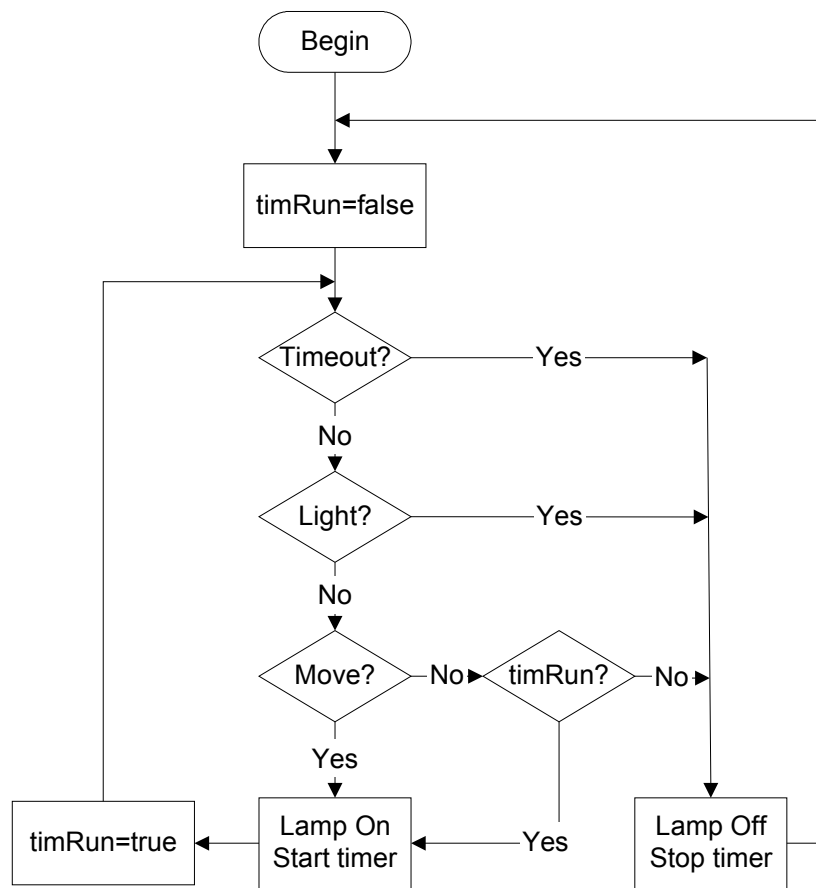 Begin
timRun=false
Timeout?
Yes
No
Light?
Yes
No
Move?
No
timRun?
No
Yes
Yes
timRun=true
Lamp On
Start timer
Lamp Off
Stop timer